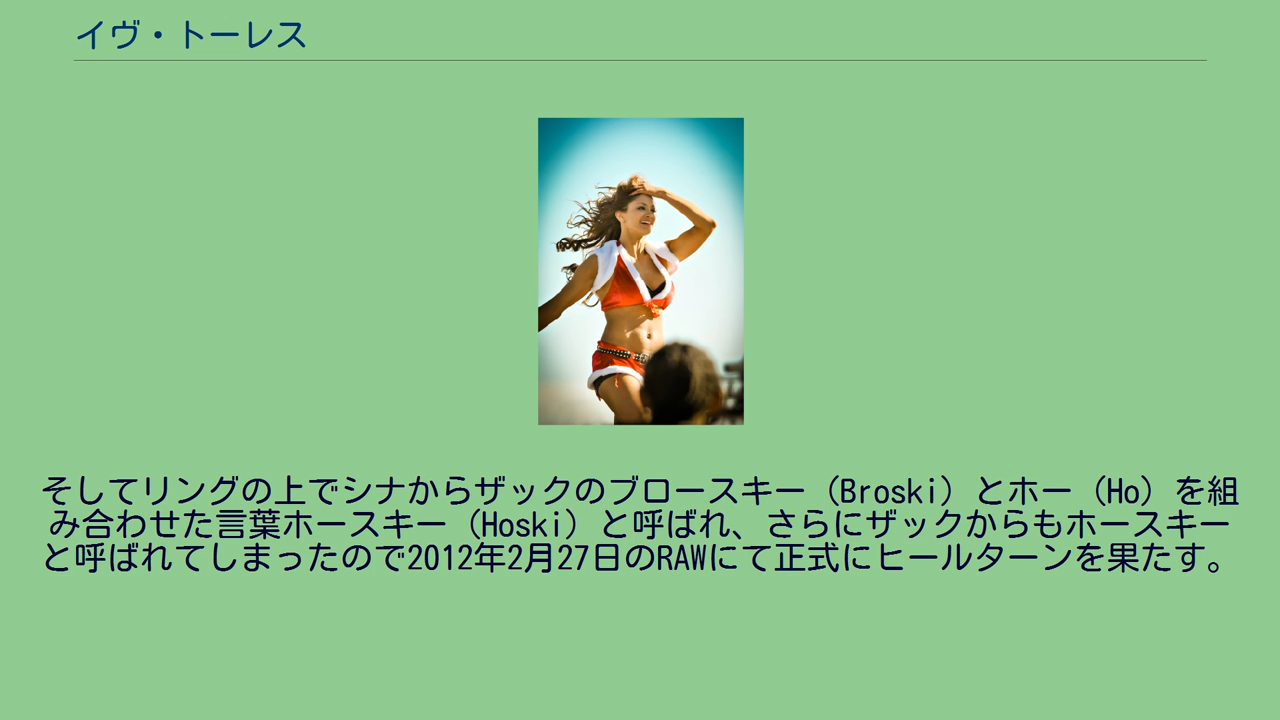 イヴ・トーレス
そしてリングの上でシナからザックのブロースキー（Broski）とホー（Ho）を組
み合わせた言葉ホースキー（Hoski）と呼ばれ、さらにザックからもホースキー
と呼ばれてしまったので2012年2月27日のRAWにて正式にヒールターンを果たす。